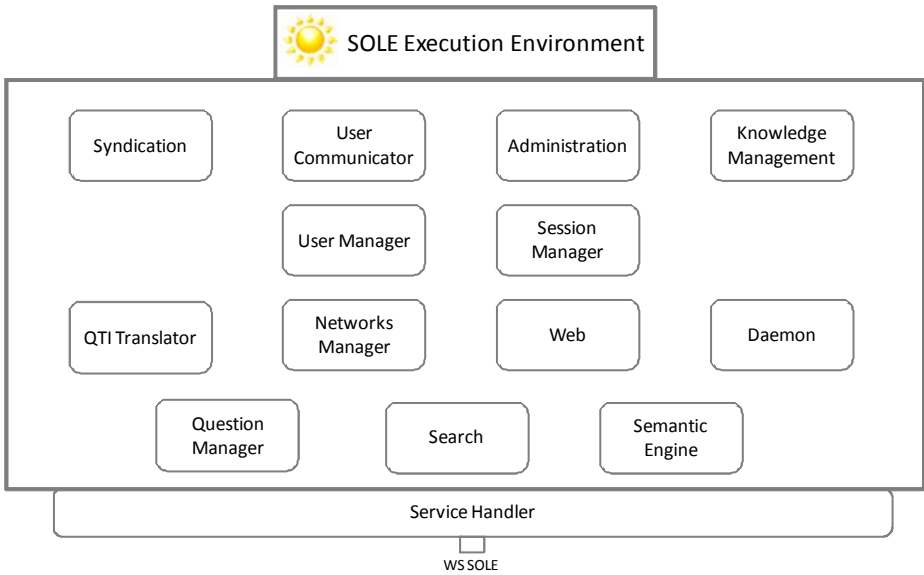 SOLE Execution Environment
Syndication
User
Communicator
Administration
Knowledge
Management
User Manager
Session
Manager
QTI Translator
Networks
Manager
Web
Daemon
Question
Manager
Search
Semantic
Engine
Service Handler
WS SOLE